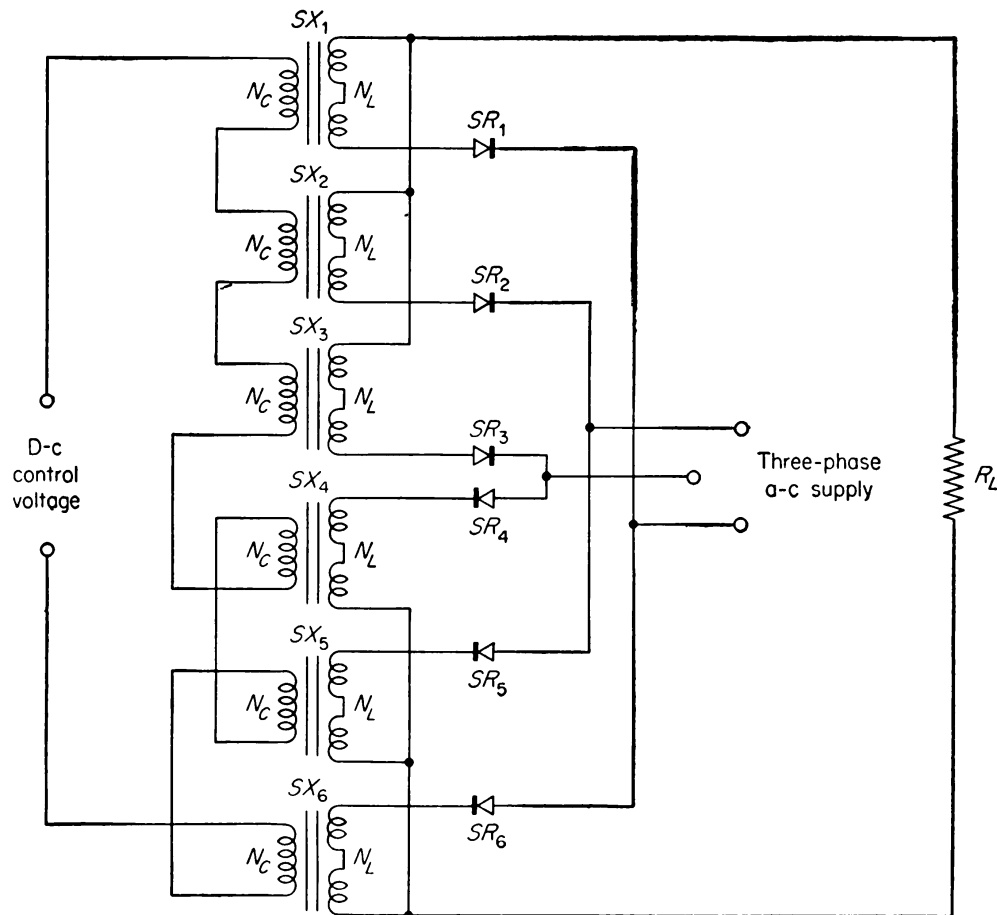 SX1
NC
NL
SR1
SX2
NC
NL
SR2
SX3
NC
NL
SR3
D-c
control
voltage
Three-phase
a-c supply
RL
SX4
SR4
NC
NL
SX5
SR5
NC
NL
SX6
SR6
NC
NL